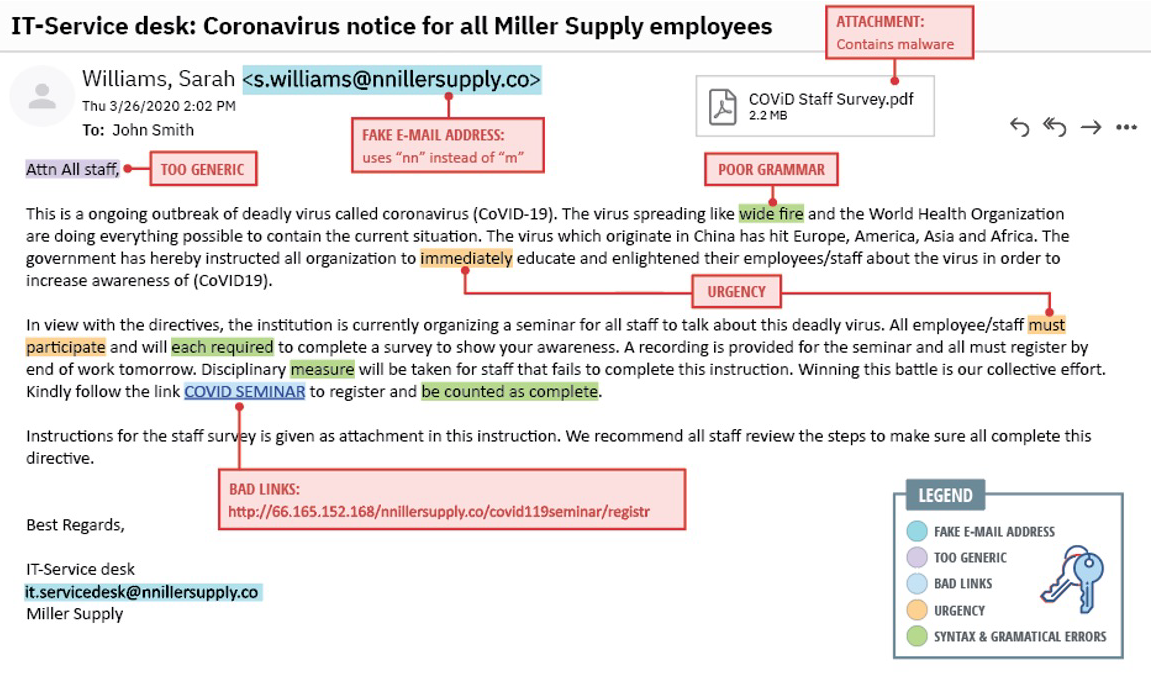 IT-Service desk: Coronavirus notice for all Miller Supply employees
ATTACHMENT:
Contains malware
Williams, Sarah <s.williams@nnillersupply.co>
Thu 3/26/2020 2:02 PM
To: John Smith
COViD Staff Survey.pdf
2.2 MB
FAKE E-MAIL ADDRESS:
uses “nn” instead of “m”
Attn All staff,
TOO GENERIC
POOR GRAMMAR
This is a ongoing outbreak of deadly virus called coronavirus (CoVID-19). The virus spreading like wide fire and the World Health Organization
are doing everything possible to contain the current situation. The virus which originate in China has hit Europe, America, Asia and Africa. The
government has hereby instructed all organization to immediately educate and enlightened their employees/staff about the virus in order to
increase awareness of (CoVID19).
URGENCY
In view with the directives, the institution is currently organizing a seminar for all staff to talk about this deadly virus. All employee/staff must
participate and will each required to complete a survey to show your awareness. A recording is provided for the seminar and all must register by
end of work tomorrow. Disciplinary measure will be taken for staff that fails to complete this instruction. Winning this battle is our collective effort.
Kindly follow the link COVID SEMINAR to register and be counted as complete.
Instructions for the staff survey is given as attachment in this instruction. We recommend all staff review the steps to make sure all complete this
directive.
BAD LINKS:
http://66.165.152.168/nnillersupply.co/covid119seminar/registr
Best Regards,
IT-Service desk
it.servicedesk@nnillersupply.co
Miller Supply
LEGEND
FAKE E-MAIL ADDRESS
TOO GENERIC
BAD LINKS
URGENCY
SYNTAX & GRAMATICAL ERRORS